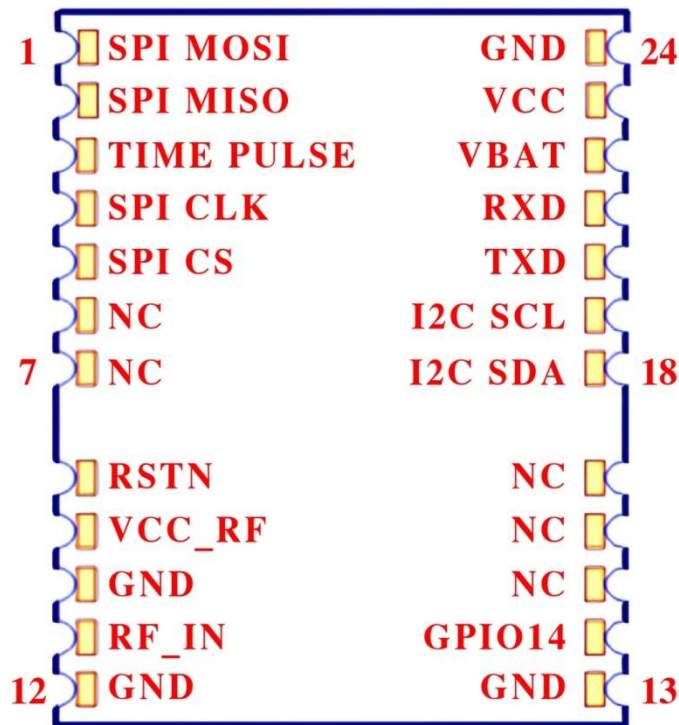 1 SPI MOSI GND 24
SPI MISO VCC
TIME PULSE VBAT
SPI CLK RXD
SPI CS TXD
NC I2C SCL
7 NC I2C SDA 18
RSTN NC
VCC_RF NC
GND NC
RF_IN GPIO14
12 GND GND 13